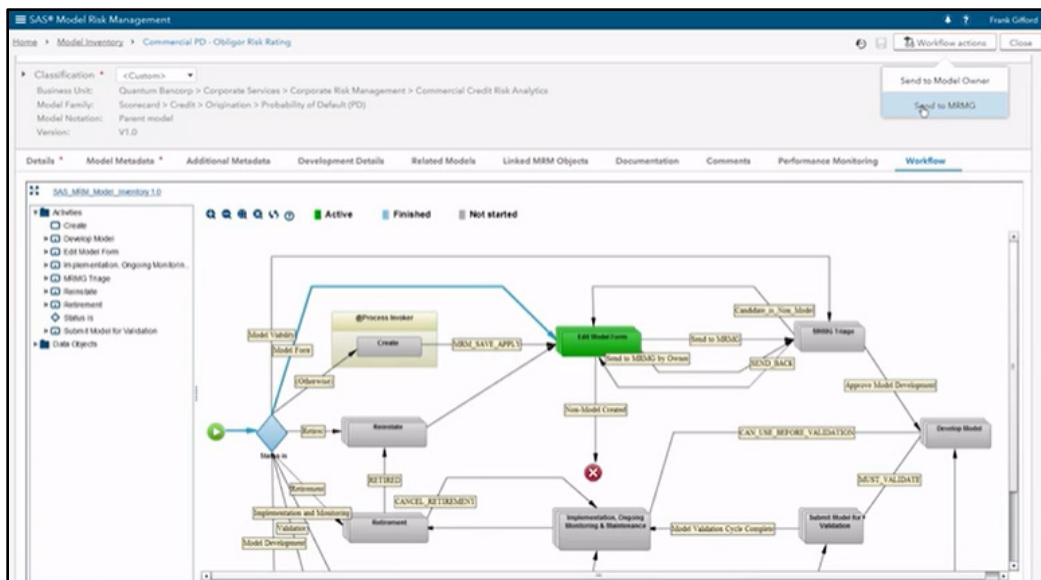 SAS® Model Risk Management
? Frank Gifford
Home > Model Inventory > Commercial PD - Obligor Risk Rating
Workflow actions Close
Send to Model Owner
Send to MRMG
Classification * <Custom>
Business Unit: Quantum Bancorp > Corporate Services > Corporate Risk Management > Commercial Credit Risk Analytics
Model Family: Scorecard > Credit > Origination > Probability of Default (PD)
Model Notation: Parent model
Version: V1.0
Details * Model Metadata * Additional Metadata Development Details Related Models Linked MRM Objects Documentation Comments Performance Monitoring Workflow
SAS_MRM_Model_Inventory 1.0
Activities
Create
Develop Model
Edit Model Form
Implementation, Ongoing Monitorin..
MRMG Triage
Reinstate
Retirement
Status is
Submit Model for Validation
Data Objects
Active Finished Not started
Candidate_is_Non_Model
@Process Invoker
Model Viability
Create
MRM_SAVE_APPLY
Edit Model Form
Send to MRMG
MRMG Triage
Model Form
Send to MRMG by Owner
SEND_BACK
(Otherwise)
Approve Model Development
Non-Model Created
Reinstate
CAN_USE_BEFORE_VALIDATION
Develop Model
Status is
RETIRED
MUST_VALIDATE
Retirement
CANCEL_RETIREMENT
Implementation and Monitoring
Retirement
Implementation, Ongoing
Monitoring & Maintenance
Model Validation Cycle Complete
Submit Model for
Validation
Validation
Model Development